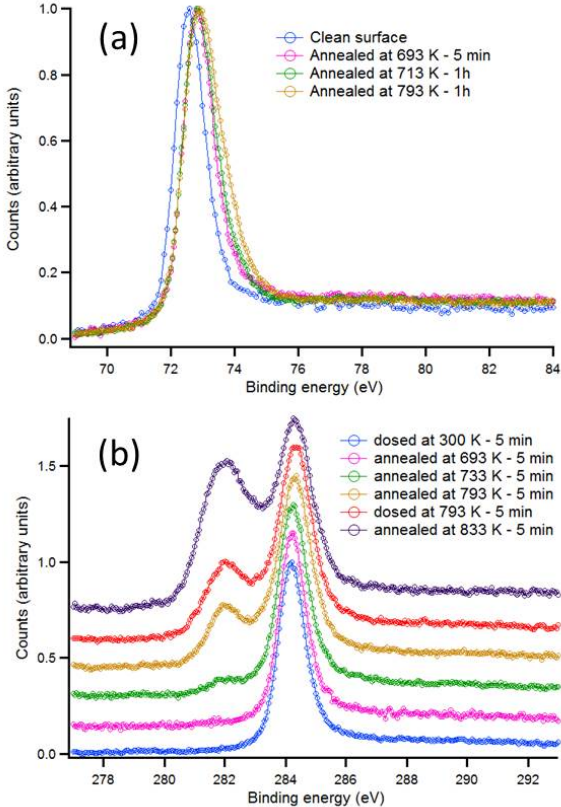 (a)
Clean surface
Annealed at 693 K - 5 min
Annealed at 713 K - 1h
Annealed at 793 K - 1h
Counts (arbitrary units)
1.0
0.8
0.6
0.4
0.2
0.0
70 72 74 76 78 80 82 84
Binding energy (eV)
(b)
dosed at 300 K - 5 min
annealed at 693 K - 5 min
annealed at 733 K - 5 min
annealed at 793 K - 5 min
dosed at 793 K - 5 min
annealed at 833 K - 5 min
Counts (arbitrary units)
1.5
1.0
0.5
0.0
278 280 282 284 286 288 290 292
Binding energy (eV)